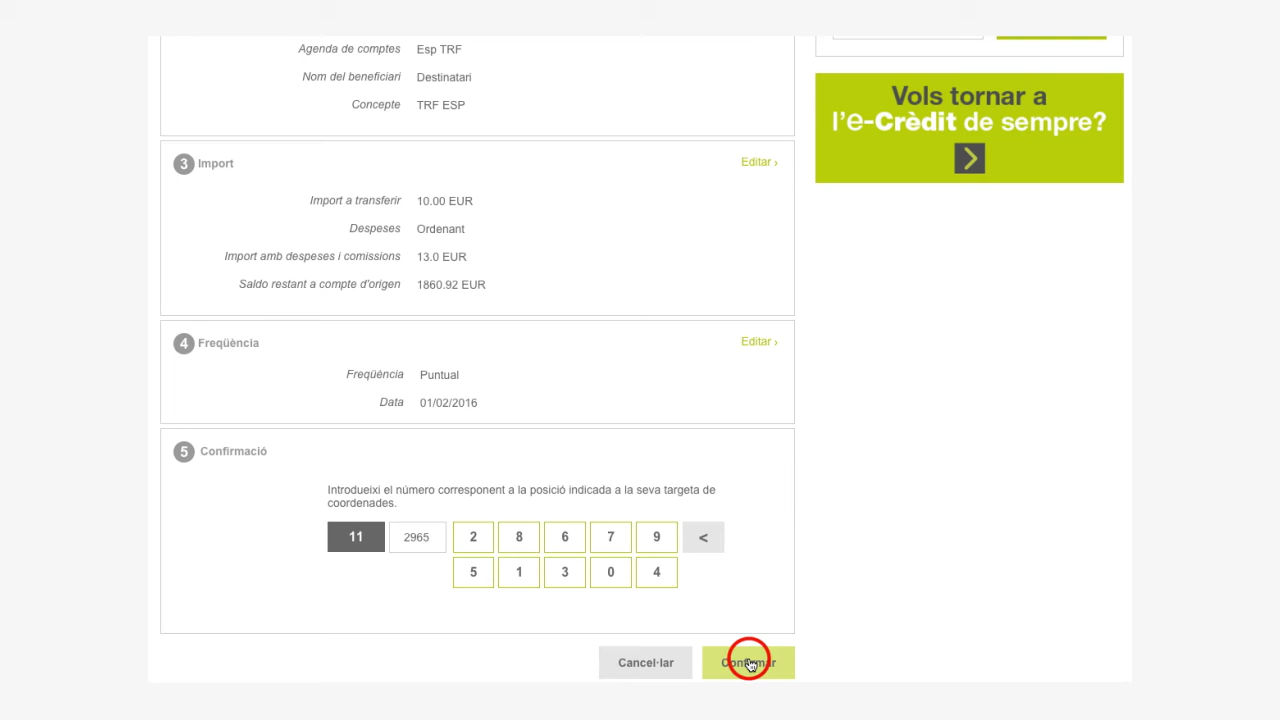 Agenda de comptes Esp TRF
Nom del beneficiari Destinatari
Concepte TRF ESP
3 Import Editar ›
Import a transferir 10.00 EUR
Despeses Ordenant
Import amb despeses i comissions 13.0 EUR
Saldo restant a compte d'origen 1860.92 EUR
4 Freqüència Editar ›
Freqüència Puntual
Data 01/02/2016
5 Confirmació
Introdueixi el número corresponent a la posició indicada a la seva targeta de
coordenades.
11 2965 2 8 6 7 9 <
5 1 3 0 4
Cancel·lar Confirmar
Vols tornar a
l'e-Crèdit de sempre?